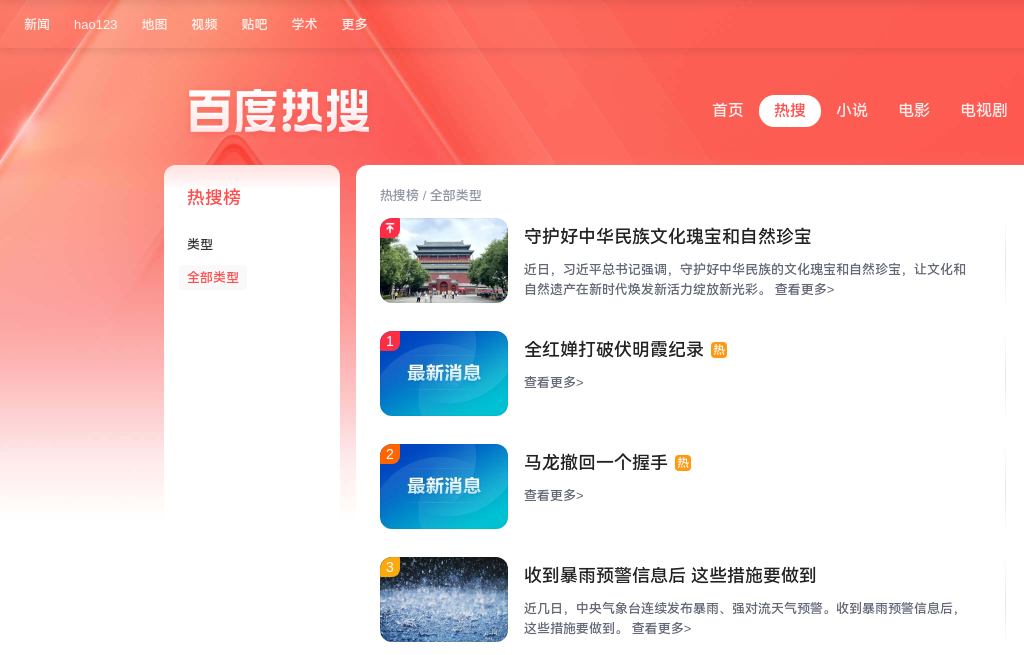 新闻 hao123 地图 视频 贴吧 学术 更多
百度热搜
首页 热搜 小说 电影 电视剧
热搜榜
类型
全部类型
热搜榜 / 全部类型
守护好中华民族文化瑰宝和自然珍宝
近日，习近平总书记强调，守护好中华民族的文化瑰宝和自然珍宝，让文化和
自然遗产在新时代焕发新活力绽放新光彩。 查看更多>
1
最新消息
全红婵打破伏明霞纪录 热
查看更多>
2
最新消息
马龙撤回一个握手 热
查看更多>
3
收到暴雨预警信息后 这些措施要做到
近几日，中央气象台连续发布暴雨、强对流天气预警。收到暴雨预警信息后，
这些措施要做到。 查看更多>